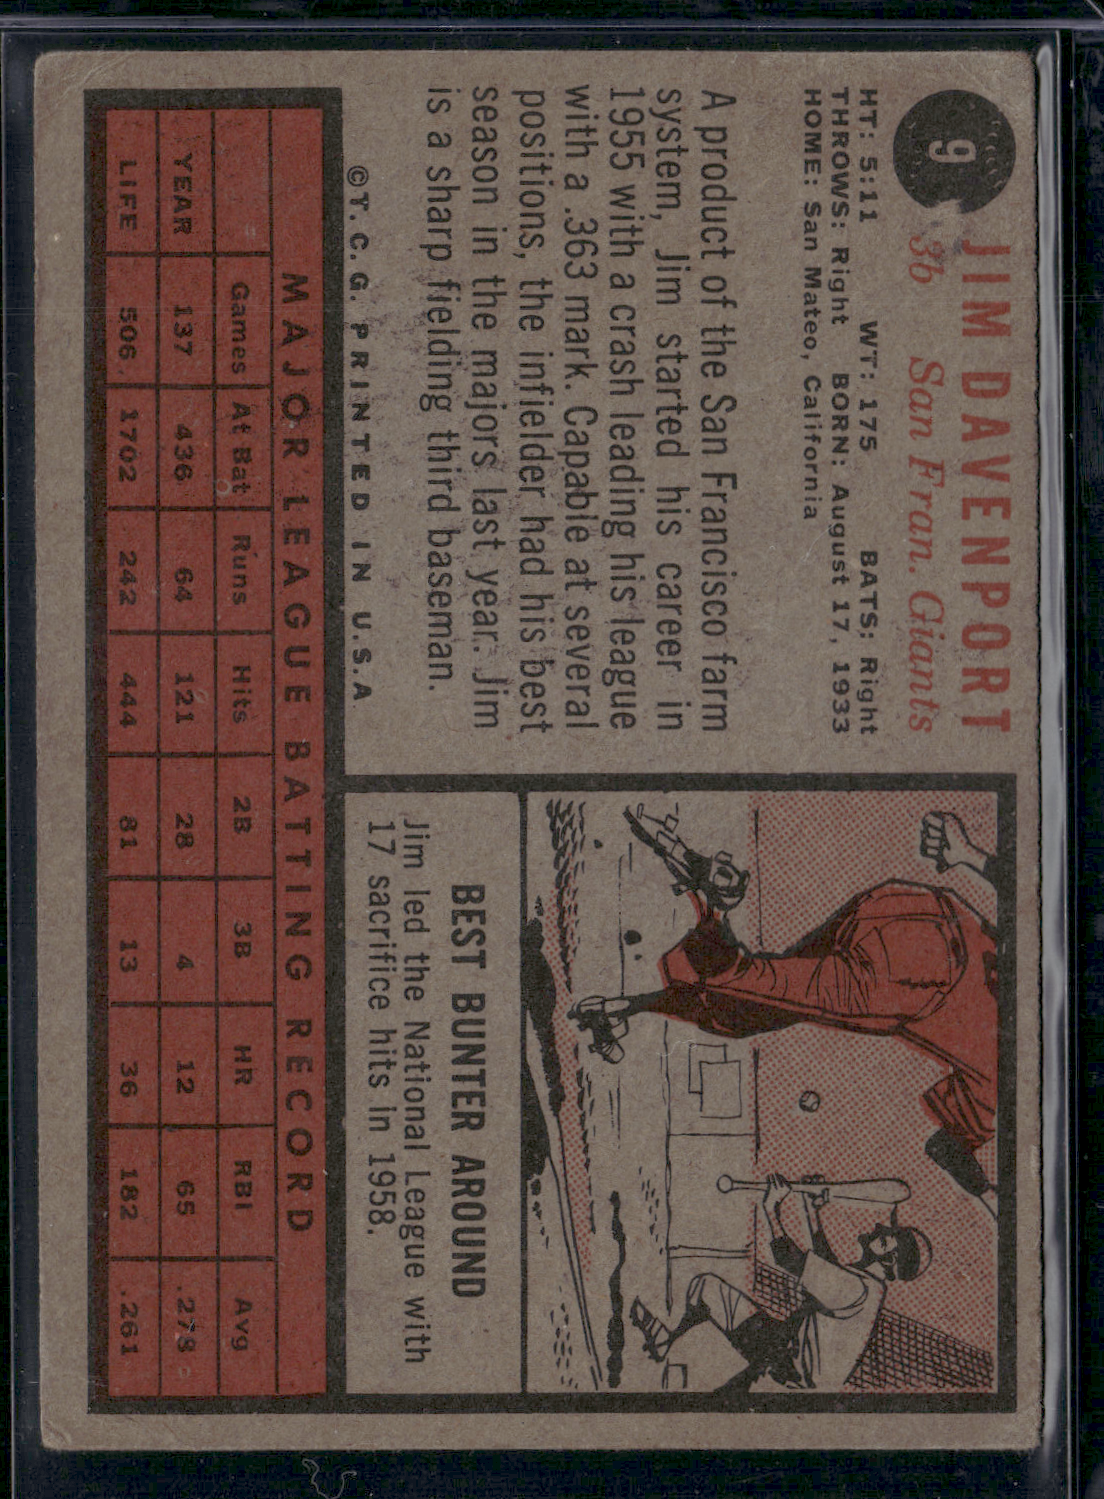 9
JIM DAVENPORT
3b San Fran. Giants
HT: 5:11 WT: 175 BATS: Right
THROWS: Right BORN: August 17, 1933
HOME: San Mateo, California
A product of the San Francisco farm
system, Jim started his career in
1955 with a crash leading his league
with a .363 mark. Capable at several
positions, the infielder had his best
season in the majors last year. Jim
is a sharp fielding third baseman.
©T. C. G. PRINTED IN U.S.A
BEST BUNTER AROUND
Jim led the National League with
17 sacrifice hits in 1958.
MAJOR LEAGUE BATTING RECORD
Games At Bat Runs Hits 2B 3B HR RBI Avg
YEAR 137 436 64 121 28 4 12 65 .278
LIFE 506 1702 242 444 81 13 36 182 .261